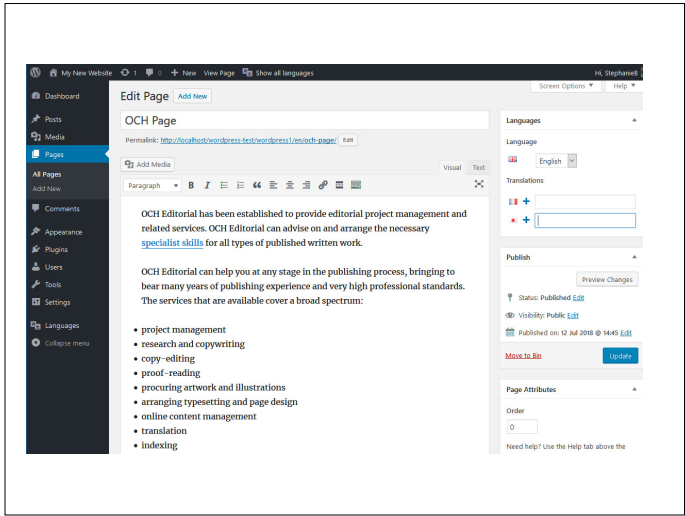 My New Website 1 0 New View Page Show all languages Hi, StephanieB
Screen Options Help
Dashboard
Posts
Media
Pages
All Pages
Add New
Comments
Appearance
Plugins
Users
Tools
Settings
Languages
Collapse menu
Edit Page Add New
OCH Page
Permalink: http://localhost/wordpress-test/wordpress1/en/och-page/ Edit
Add Media Visual Text
Paragraph B I
OCH Editorial has been established to provide editorial project management and
related services. OCH Editorial can advise on and arrange the necessary
specialist skills for all types of published written work.
OCH Editorial can help you at any stage in the publishing process, bringing to
bear many years of publishing experience and very high professional standards.
The services that are available cover a broad spectrum:
• project management
• research and copywriting
• copy-editing
• proof-reading
• procuring artwork and illustrations
• arranging typesetting and page design
• online content management
• translation
• indexing
Languages
Language
English
Translations
Publish
Preview Changes
Status: Published Edit
Visibility: Public Edit
Published on: 12 Jul 2018 @ 14:45 Edit
Move to Bin Update
Page Attributes
Order
0
Need help? Use the Help tab above the